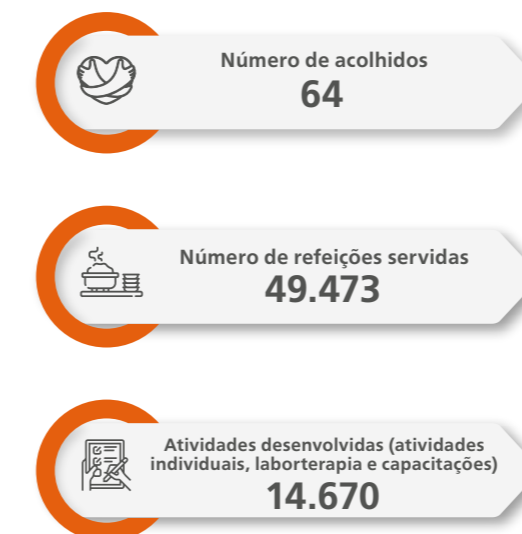 Número de acolhidos
64
Número de refeições servidas
49.473
Atividades desenvolvidas (atividades
individuais, laborterapia e capacitações)
14.670